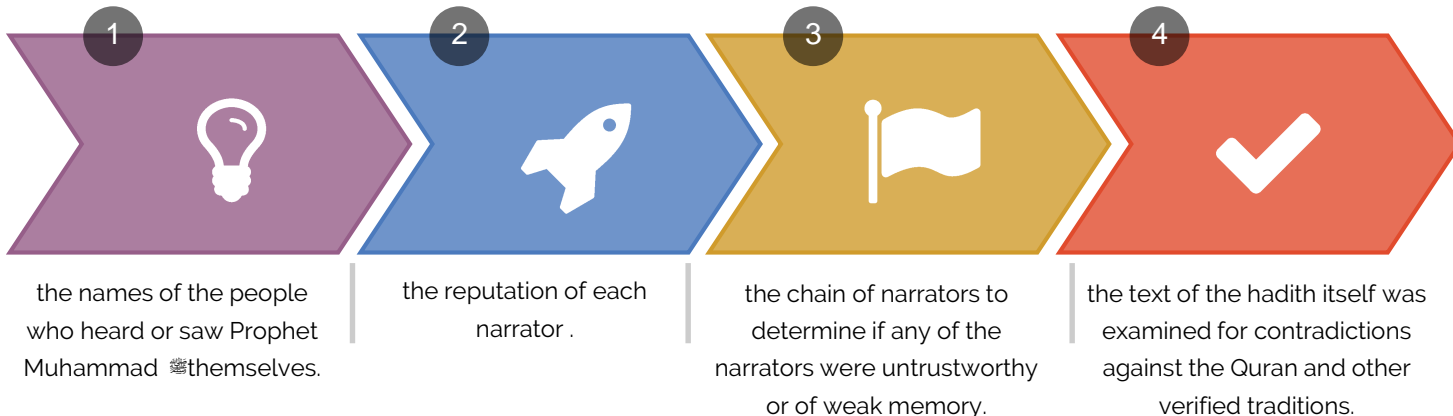 1
2
3
4
the names of the people
who heard or saw Prophet
Muhammad ﷺthemselves.
the reputation of each
narrator .
the chain of narrators to
determine if any of the
narrators were untrustworthy
or of weak memory.
the text of the hadith itself was
examined for contradictions
against the Quran and other
verified traditions.